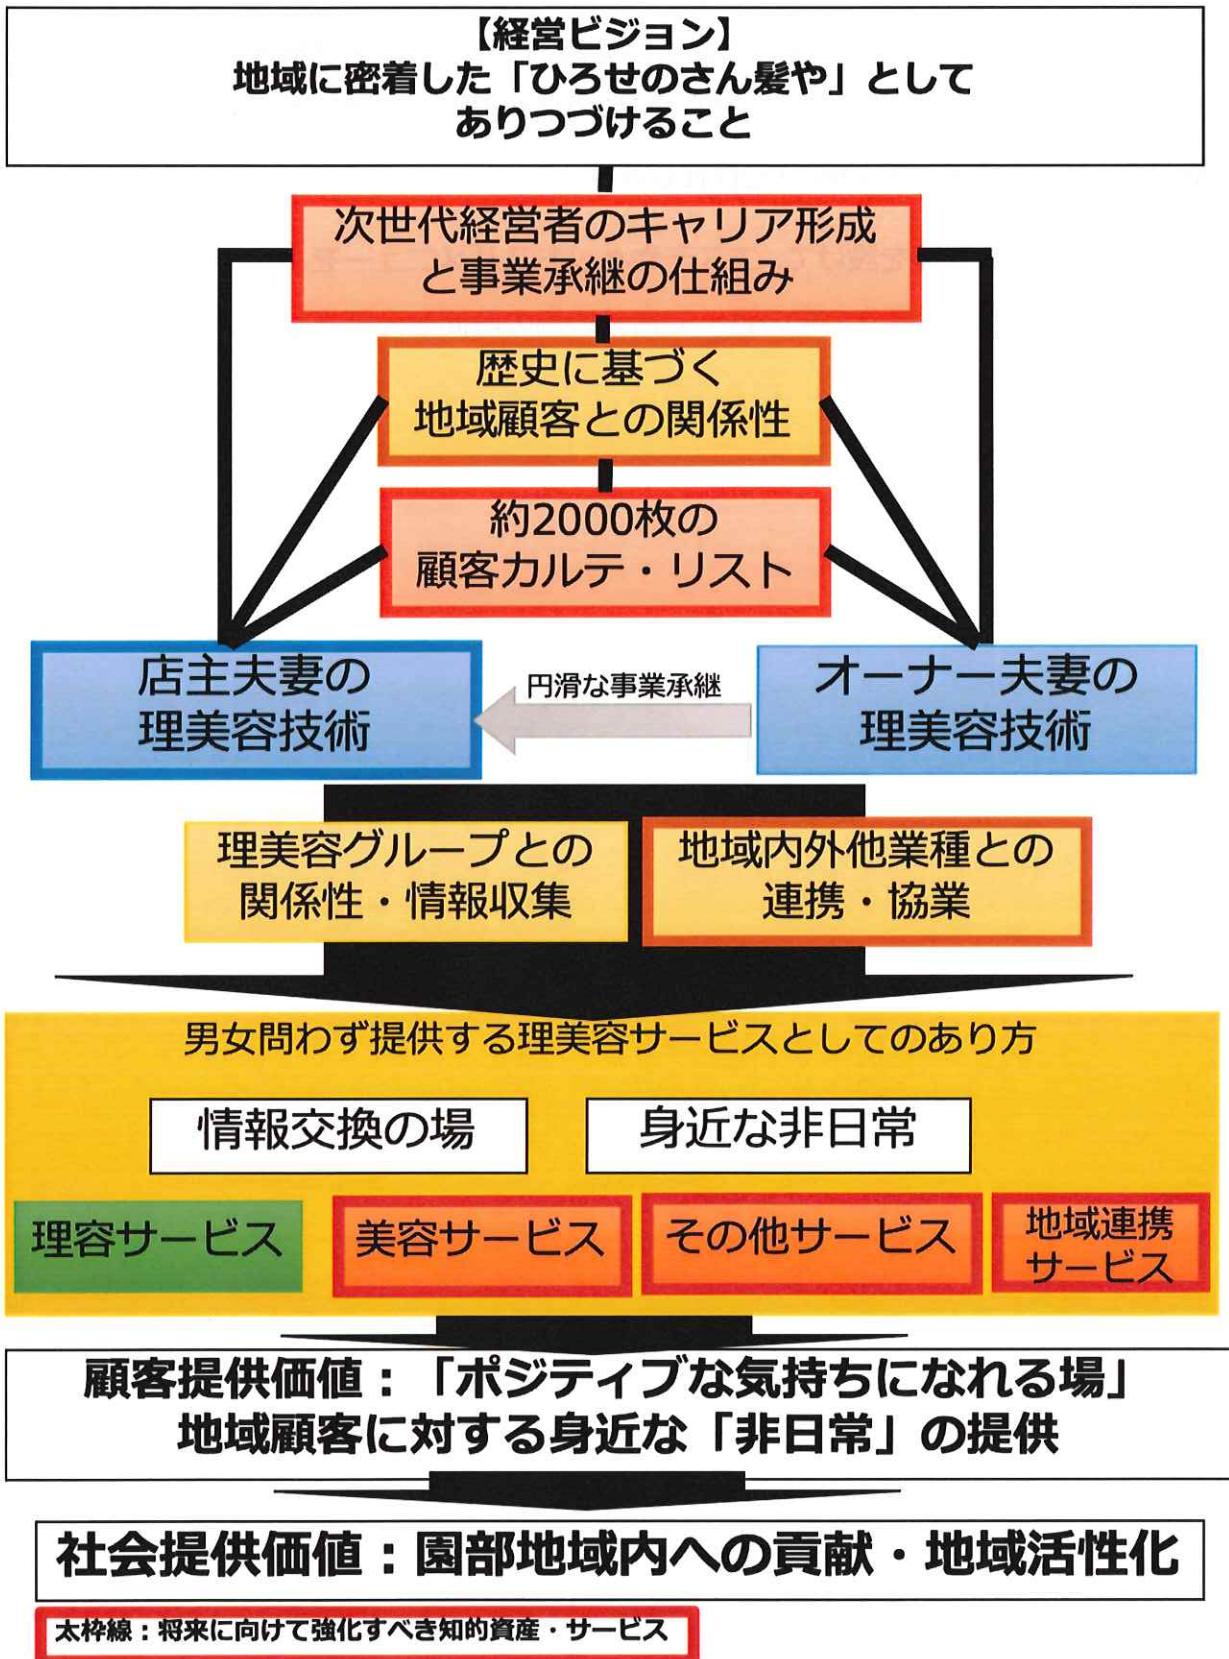 【経営ビジョン】
地域に密着した「ひろせのさん髪や」として
ありつづけること
次世代経営者のキャリア形成
と事業承継の仕組み
歴史に基づく
地域顧客との関係性
約2000枚の
顧客カルテ・リスト
店主夫妻の
理美容技術
円滑な事業承継
オーナー夫妻の
理美容技術
理美容グループとの
関係性・情報収集
地域内外他業種との
連携・協業
男女問わず提供する理美容サービスとしてのあり方
情報交換の場
身近な非日常
理容サービス
美容サービス
その他サービス
地域連携
サービス
顧客提供価値：「ポジティブな気持ちになれる場」
地域顧客に対する身近な「非日常」の提供
社会提供価値：園部地域内への貢献・地域活性化
太枠線：将来に向けて強化すべき知的資産・サービス